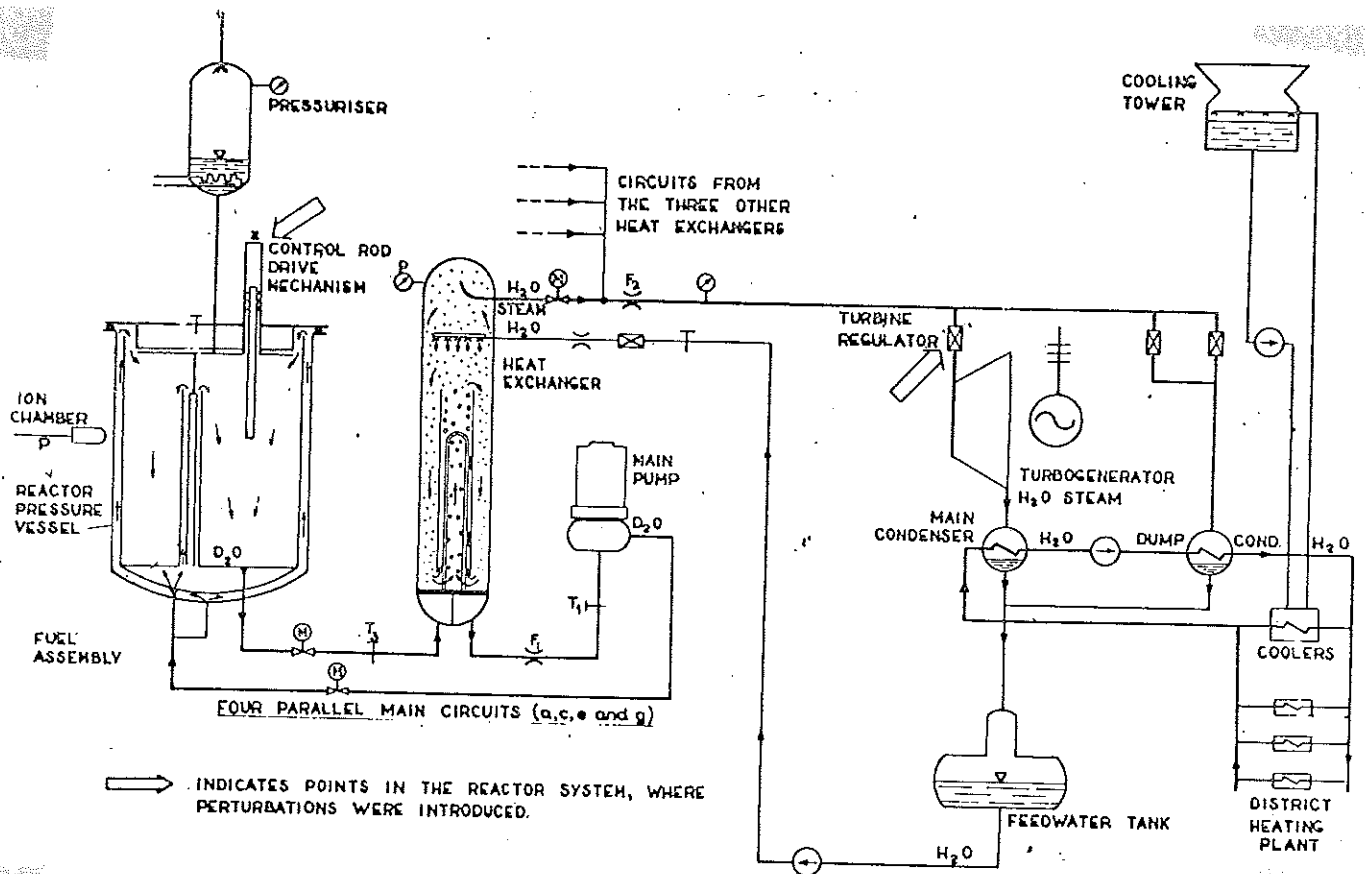 PRESSURISER
COOLING
TOWER
CONTROL ROD
DRIVE
MECHANISM
CIRCUITS FROM
THE THREE OTHER
HEAT EXCHANGERS
P
H₂O
STEAM
M
F₂
H₂O
HEAT
EXCHANGER
TURBINE
REGULATOR
T
T
ION
CHAMBER
P
REACTOR
PRESSURE
VESSEL
D₂O
MAIN
PUMP
D₂O
TURBOGENERATOR
H₂O STEAM
MAIN
CONDENSER
H₂O
DUMP
COND.
H₂O
T₁
FUEL
ASSEMBLY
M
T₃
F₁
M
COOLERS
FOUR PARALLEL MAIN CIRCUITS (a,c,e and g)
INDICATES POINTS IN THE REACTOR SYSTEM, WHERE
PERTURBATIONS WERE INTRODUCED.
FEEDWATER TANK
DISTRICT
HEATING
PLANT
H₂O